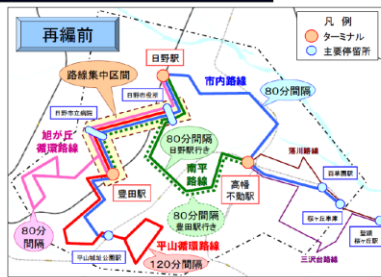 再編前
凡 例
ターミナル
主要停留所
日野駅
市内路線
80分間隔
路線集中区間
日野市役所
日野市立病院
旭が丘
循環路線
80分間隔
日野駅行き
南平
路線
高幡
不動駅
落川路線
百草園駅
豊田駅
80分間隔
豊田駅行き
桜ヶ丘車庫
聖蹟
桜ヶ丘駅
80分
間隔
平山城址公園駅
平山循環路線
120分間隔
三沢台路線